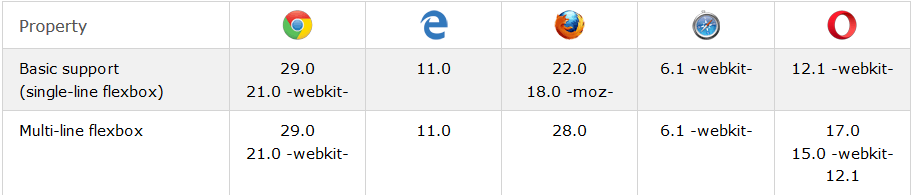 Property
Basic support 29.0 11.0 22.0 6.1 -webkit- 12.1 -webkit-
(single-line flexbox) 21.0 -webkit- 18.0 -moz-
Multi-line flexbox 29.0 11.0 28.0 6.1 -webkit- 17.0
21.0 -webkit- 15.0 -webkit-
12.1